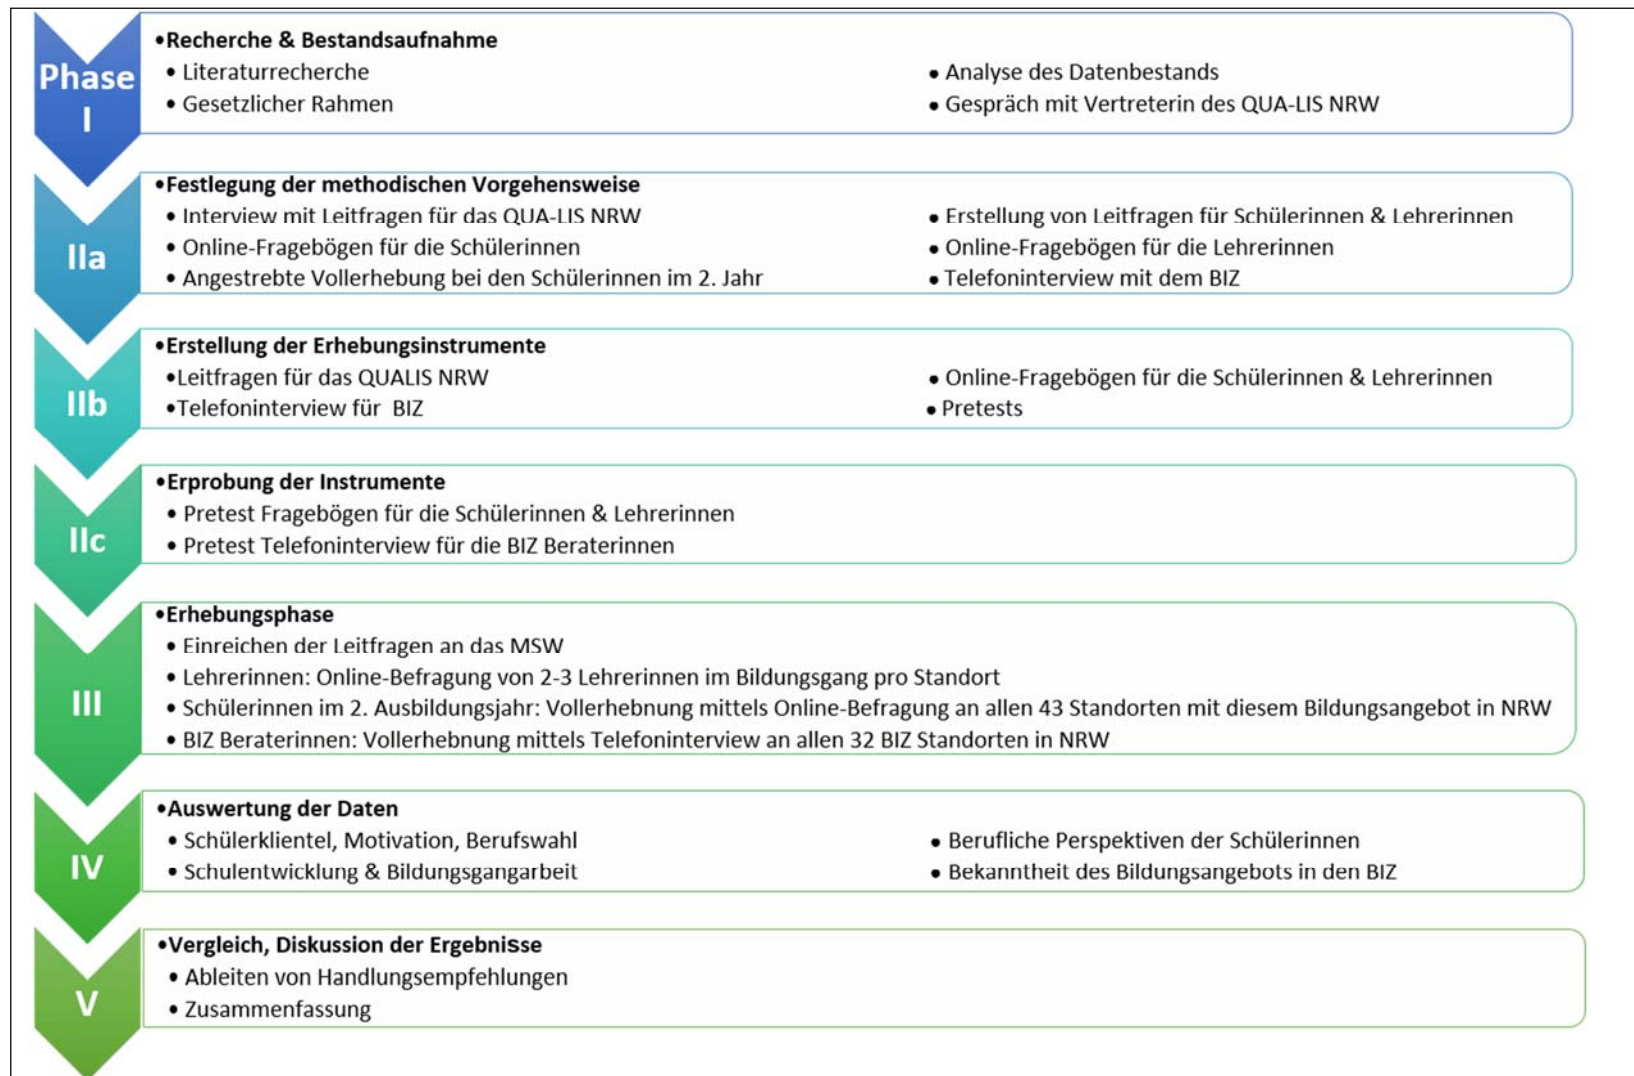 Phase
I
•Recherche & Bestandsaufnahme
• Literaturrecherche
• Gesetzlicher Rahmen
• Analyse des Datenbestands
• Gespräch mit Vertreterin des QUA-LIS NRW
IIa
•Festlegung der methodischen Vorgehensweise
• Interview mit Leitfragen für das QUA-LIS NRW
• Online-Fragebögen für die Schülerinnen
• Angestrebte Vollerhebung bei den Schülerinnen im 2. Jahr
• Erstellung von Leitfragen für Schülerinnen & Lehrerinnen
• Online-Fragebögen für die Lehrerinnen
• Telefoninterview mit dem BIZ
IIb
•Erstellung der Erhebungsinstrumente
•Leitfragen für das QUALIS NRW
•Telefoninterview für BIZ
• Online-Fragebögen für die Schülerinnen & Lehrerinnen
• Pretests
IIc
•Erprobung der Instrumente
• Pretest Fragebögen für die Schülerinnen & Lehrerinnen
• Pretest Telefoninterview für die BIZ Beraterinnen
III
•Erhebungsphase
• Einreichen der Leitfragen an das MSW
• Lehrerinnen: Online-Befragung von 2-3 Lehrerinnen im Bildungsgang pro Standort
• Schülerinnen im 2. Ausbildungsjahr: Vollerhebnung mittels Online-Befragung an allen 43 Standorten mit diesem Bildungsangebot in NRW
• BIZ Beraterinnen: Vollerhebnung mittels Telefoninterview an allen 32 BIZ Standorten in NRW
IV
•Auswertung der Daten
• Schülerklientel, Motivation, Berufswahl
• Schulentwicklung & Bildungsgangarbeit
• Berufliche Perspektiven der Schülerinnen
• Bekanntheit des Bildungsangebots in den BIZ
V
•Vergleich, Diskussion der Ergebnisse
• Ableiten von Handlungsempfehlungen
• Zusammenfassung